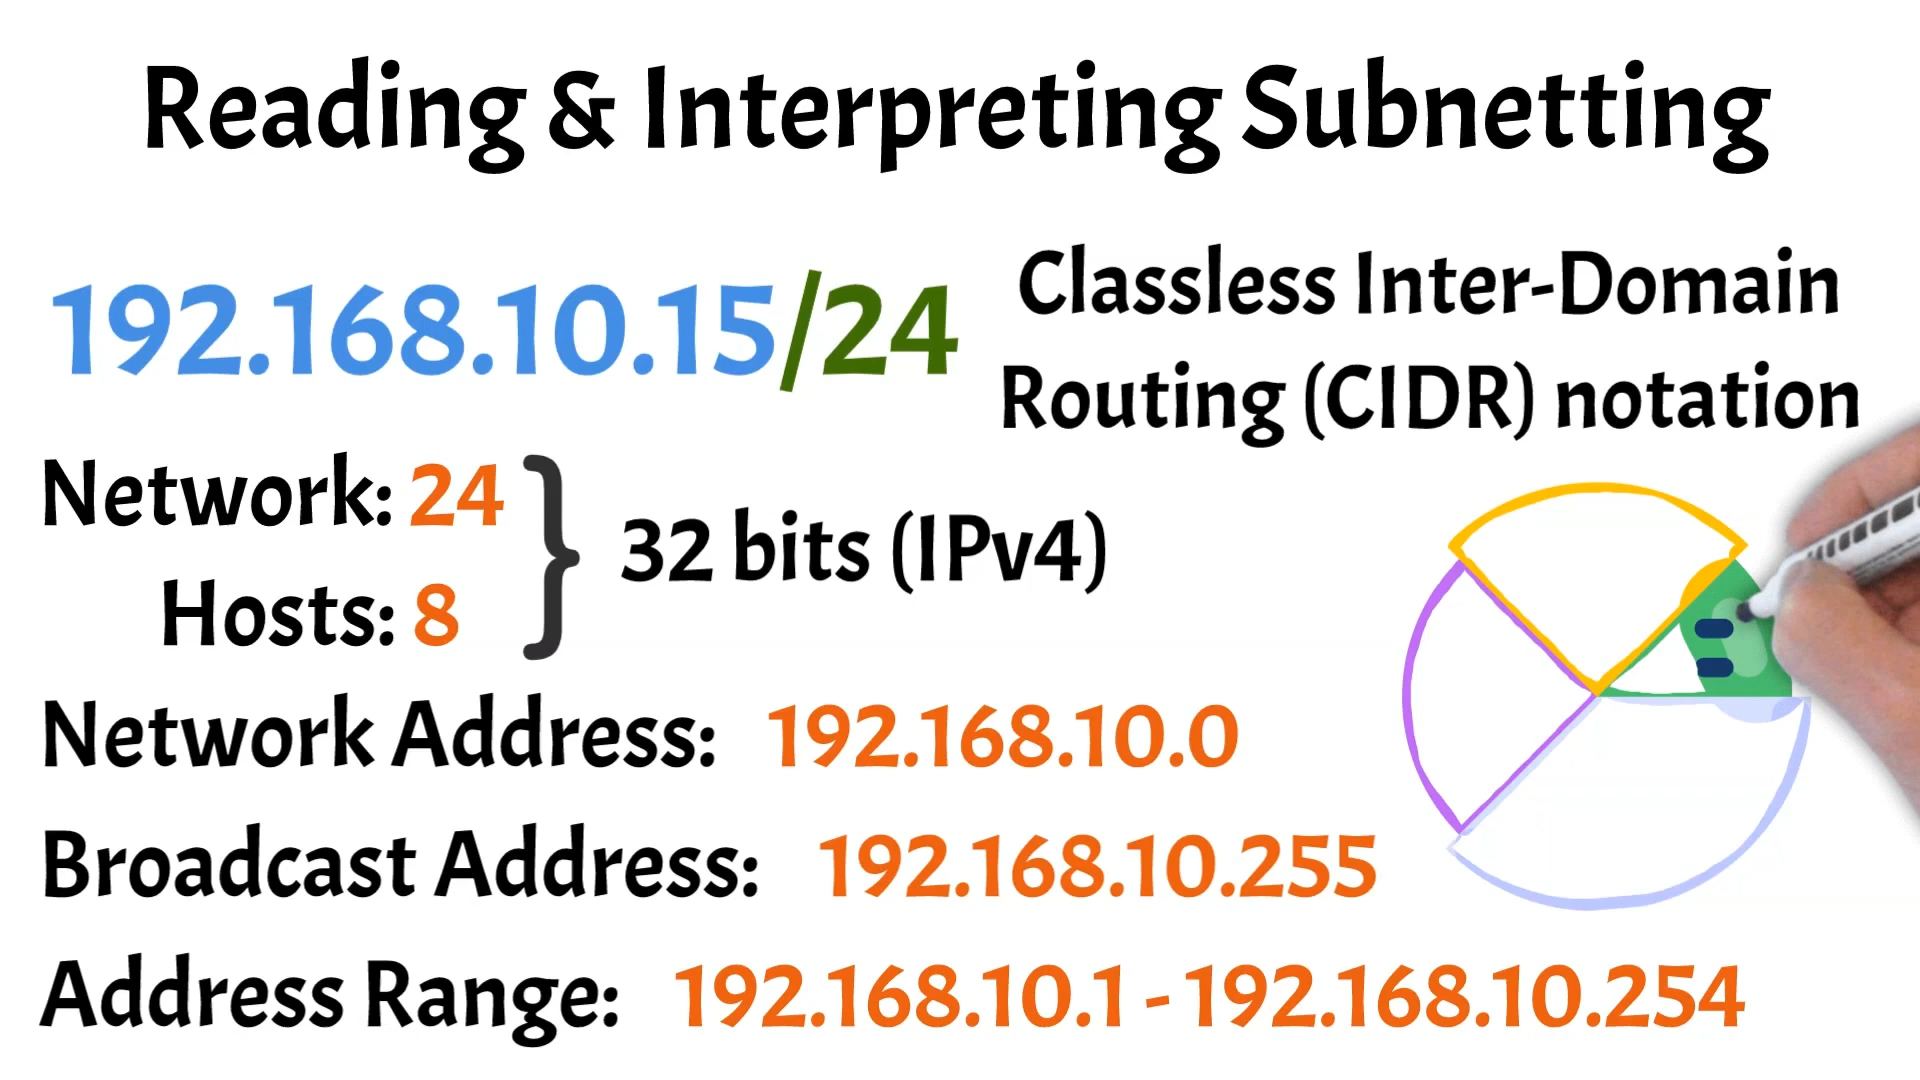 Reading & Interpreting Subnetting
192.168.10.15/24
Classless Inter-Domain
Routing (CIDR) notation
Network: 24
Hosts: 8
32 bits (IPv4)
Network Address: 192.168.10.0
Broadcast Address: 192.168.10.255
Address Range: 192.168.10.1 - 192.168.10.254